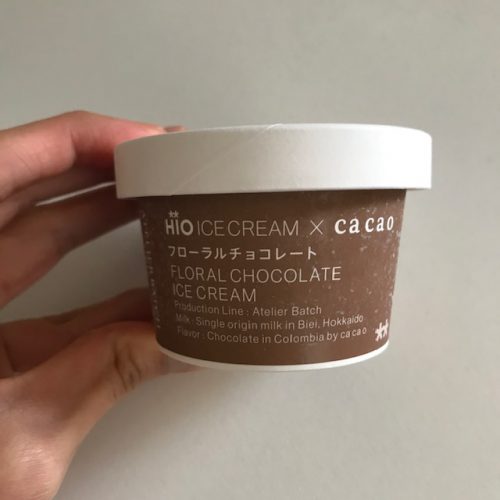 HiO ICE CREAM × cacao
フローラルチョコレート
FLORAL CHOCOLATE
ICE CREAM
Production Line : Atelier Batch
Milk : Single origin milk in Biei, Hokkaido
Flavor : Chocolate in Colombia by cacao